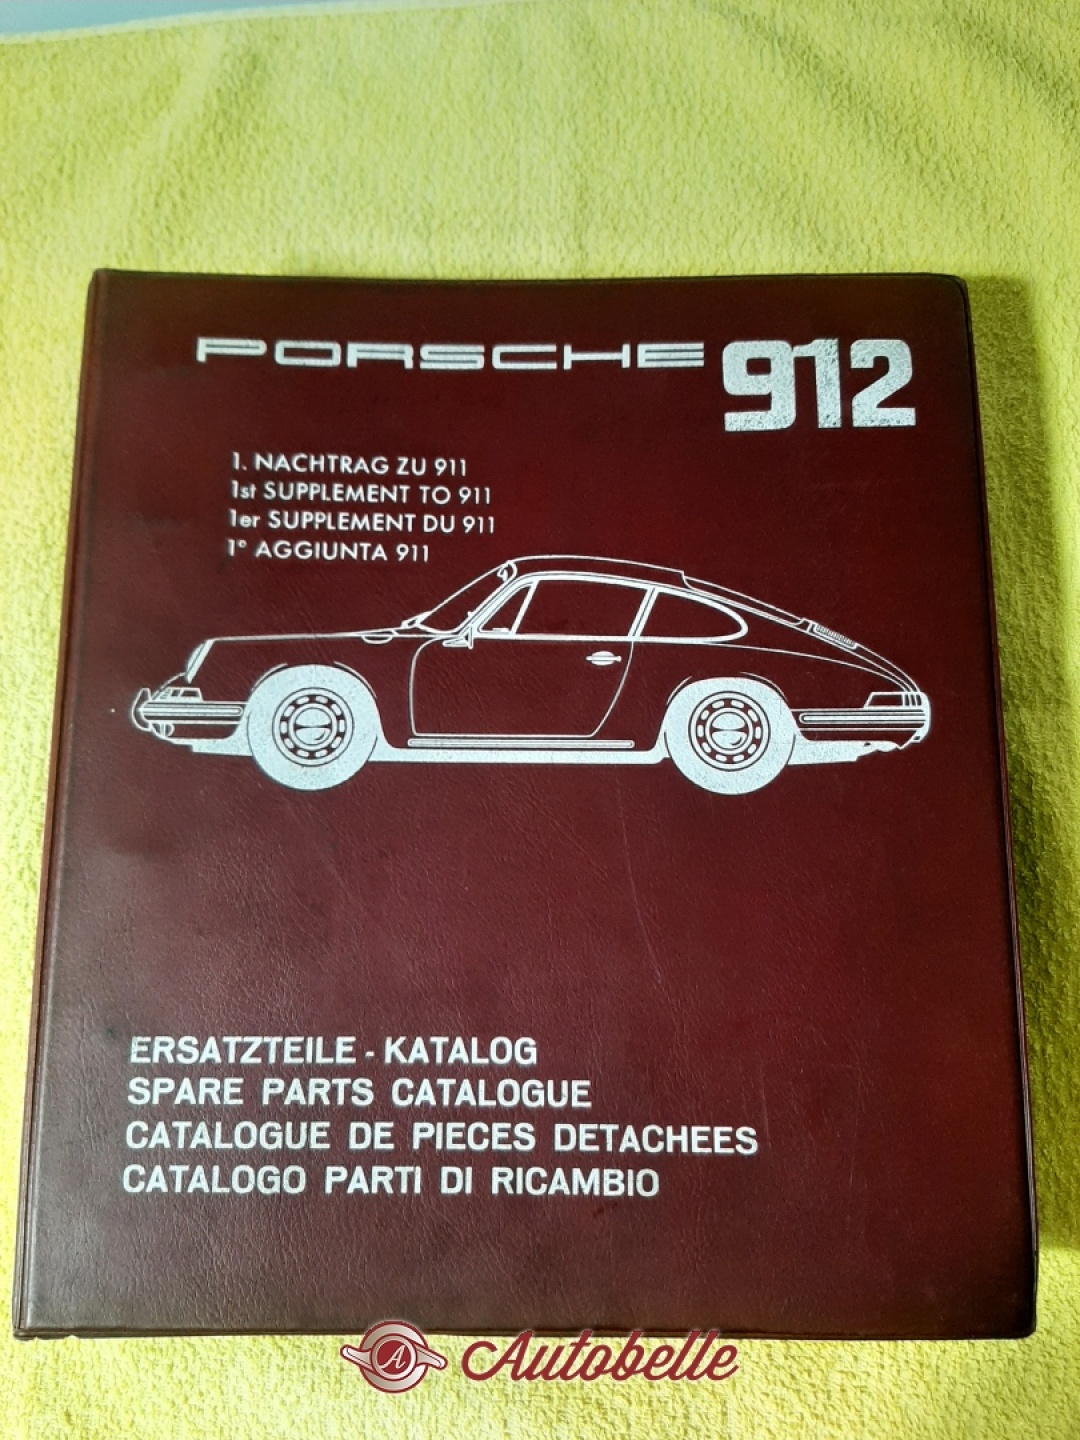 PORSCHE 912
1. NACHTRAG ZU 911
1st SUPPLEMENT TO 911
1er SUPPLEMENT DU 911
1° AGGIUNTA 911
ERSATZTEILE - KATALOG
SPARE PARTS CATALOGUE
CATALOGUE DE PIECES DETACHEES
CATALOGO PARTI DI RICAMBIO
A Autobelle